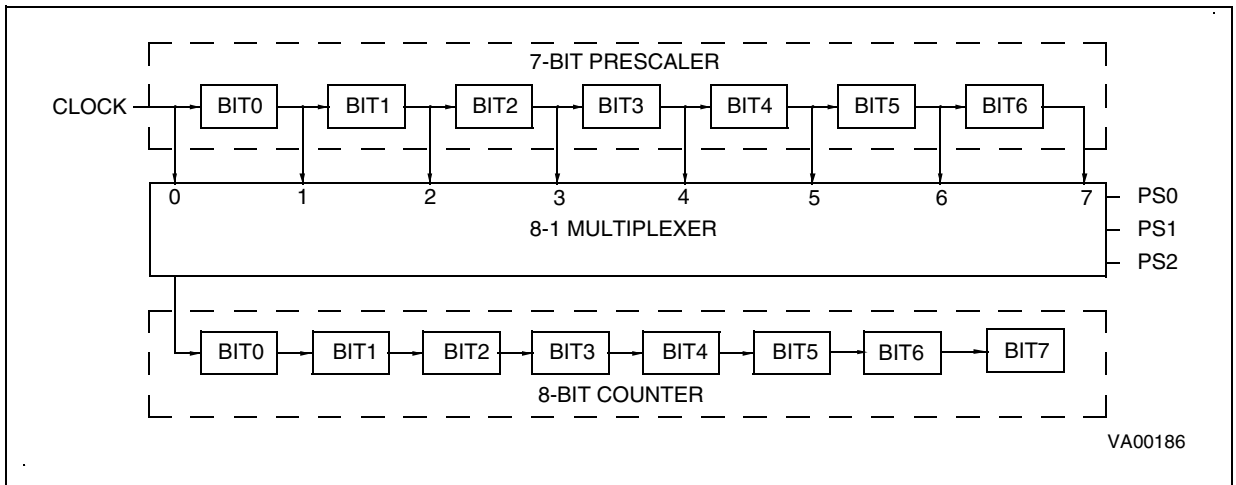 7-BIT PRESCALER
CLOCK BIT0 BIT1 BIT2 BIT3 BIT4 BIT5 BIT6
0 1 2 3 4 5 6 7 PS0
8-1 MULTIPLEXER PS1
PS2
BIT0 BIT1 BIT2 BIT3 BIT4 BIT5 BIT6 BIT7
8-BIT COUNTER
VA00186